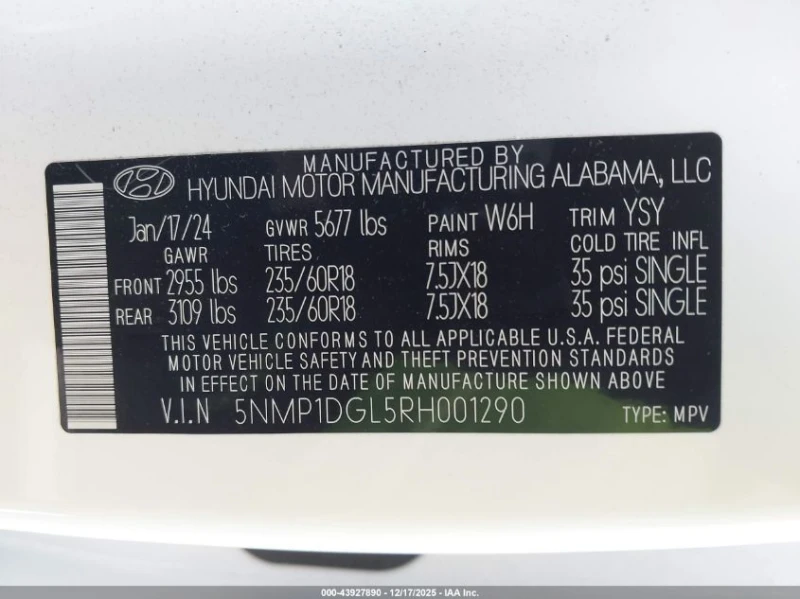 MANUFACTURED BY
HYUNDAI MOTOR MANUFACTURING ALABAMA, LLC
Jan/17/24 GVWR 5677 lbs PAINT W6H TRIM YSY
GAWR TIRES RIMS COLD TIRE INFL
FRONT 2955 lbs 235/60R18 7.5JX18 35 psi SINGLE
REAR 3109 lbs 235/60R18 7.5JX18 35 psi SINGLE
THIS VEHICLE CONFORMS TO ALL APPLICABLE U.S.A. FEDERAL
MOTOR VEHICLE SAFETY AND THEFT PREVENTION STANDARDS
IN EFFECT ON THE DATE OF MANUFACTURE SHOWN ABOVE
V.I.N 5NMP1DGL5RH001290 TYPE: MPV
000-43927890 - 12/17/2025 - IAA Inc.